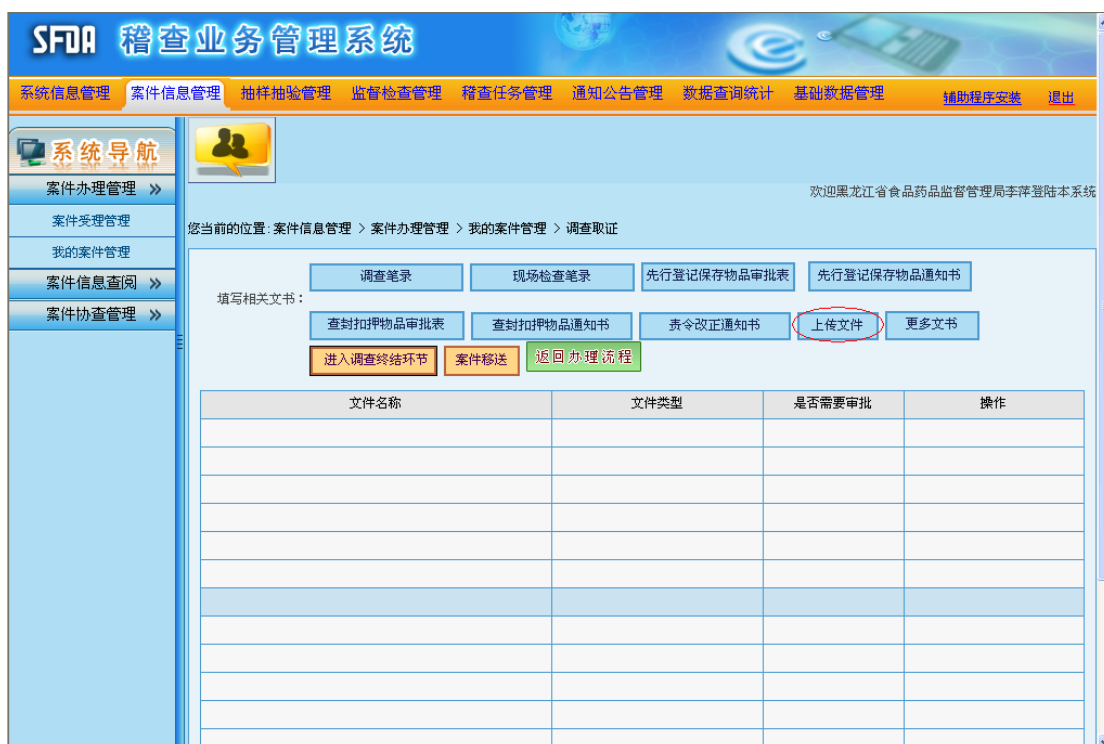 SFDA 稽查业务管理系统
系统信息管理 案件信息管理 抽样抽验管理 监督检查管理 稽查任务管理 通知公告管理 数据查询统计 基础数据管理 辅助程序安装 退出
系统导航
欢迎黑龙江省食品药品监督管理局李萍登陆本系统
案件办理管理 »
案件受理管理
我的案件管理
案件信息查阅 »
案件协查管理 »
您当前的位置:案件信息管理 > 案件办理管理 > 我的案件管理 > 调查取证
填写相关文书:
调查笔录 现场检查笔录 先行登记保存物品审批表 先行登记保存物品通知书
查封扣押物品审批表 查封扣押物品通知书 责令改正通知书 上传文件 更多文书
进入调查终结环节 案件移送 返回办理流程
文件名称 文件类型 是否需要审批 操作